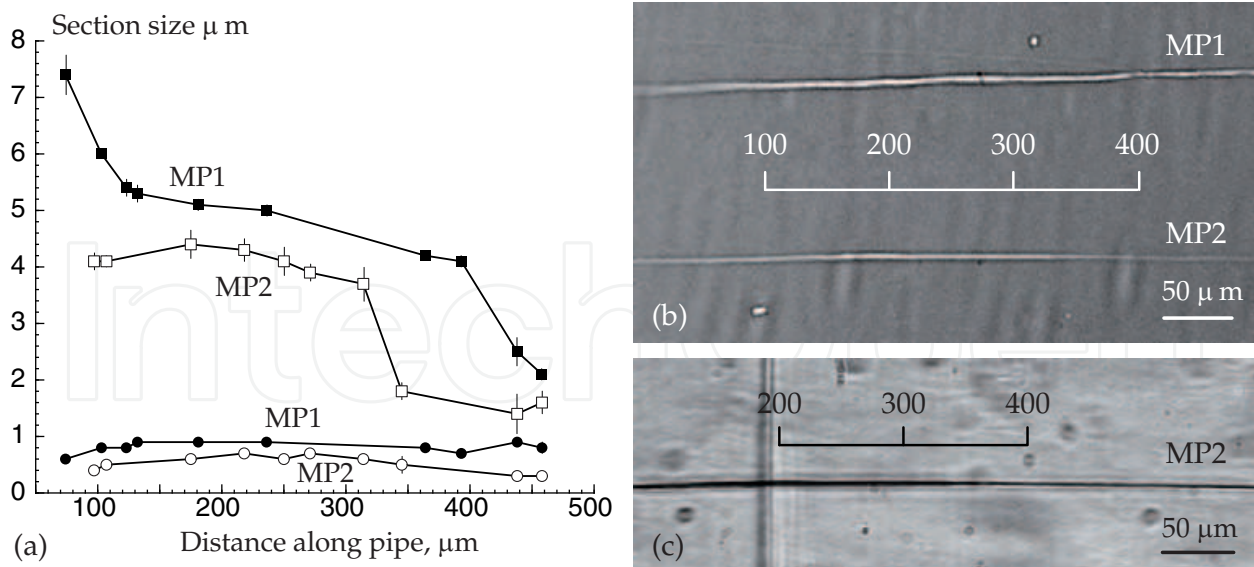 Section size μ m
8
7
6
5
4
3
2
1
0
MP1
MP2
MP1
MP2
100 200 300 400 500
Distance along pipe, μm
(a)
MP1
100 200 300 400
MP2
50 μ m
(b)
200 300 400
MP2
50 μm
(c)